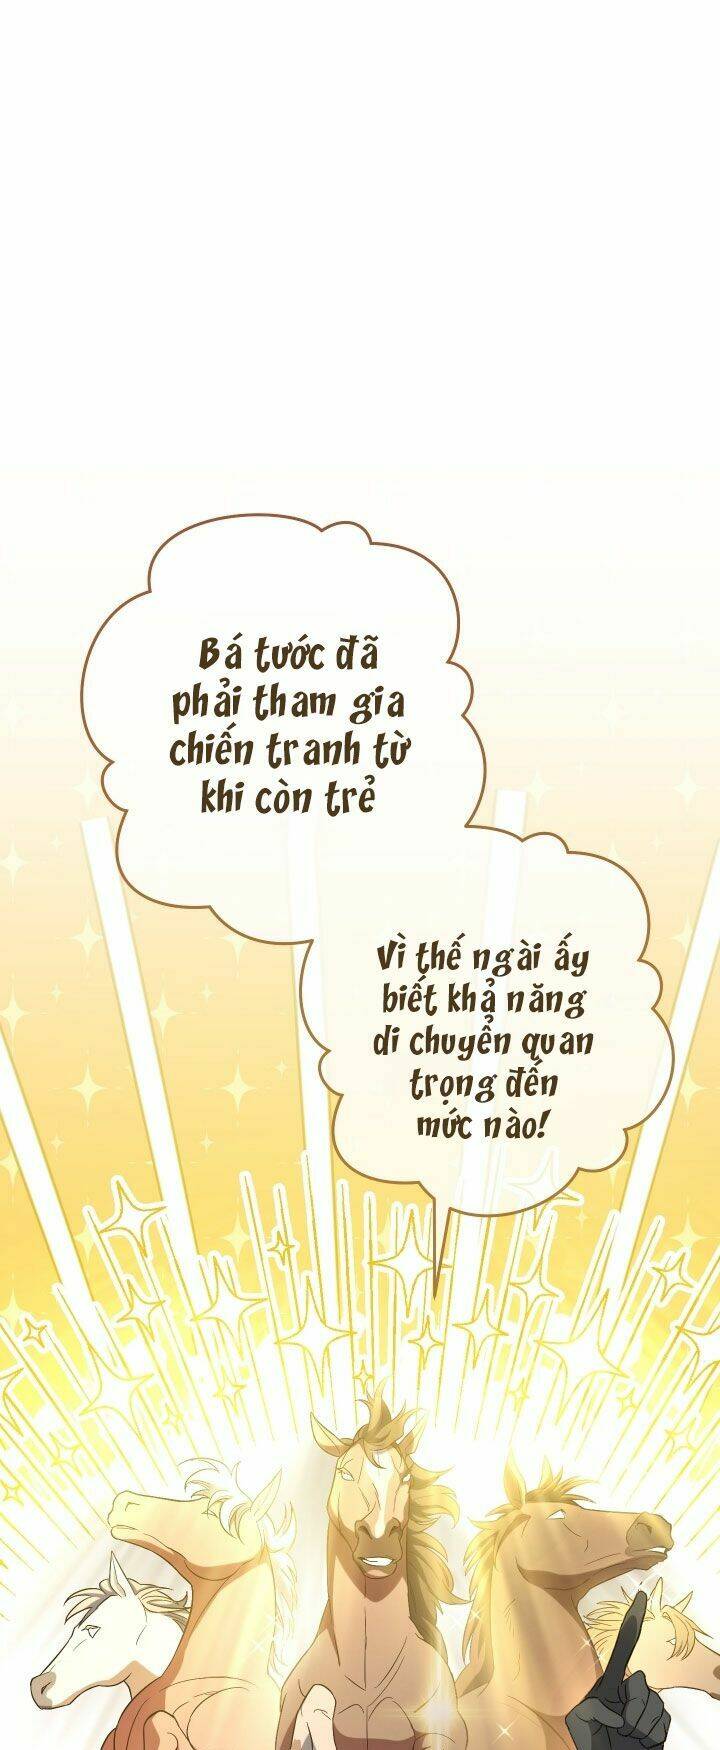 Bá tước đã
phải tham gia
chiến tranh từ
khi còn trẻ
Vì thế ngài ấy
biết khả năng
di chuyển quan
trọng đến
mức nào!